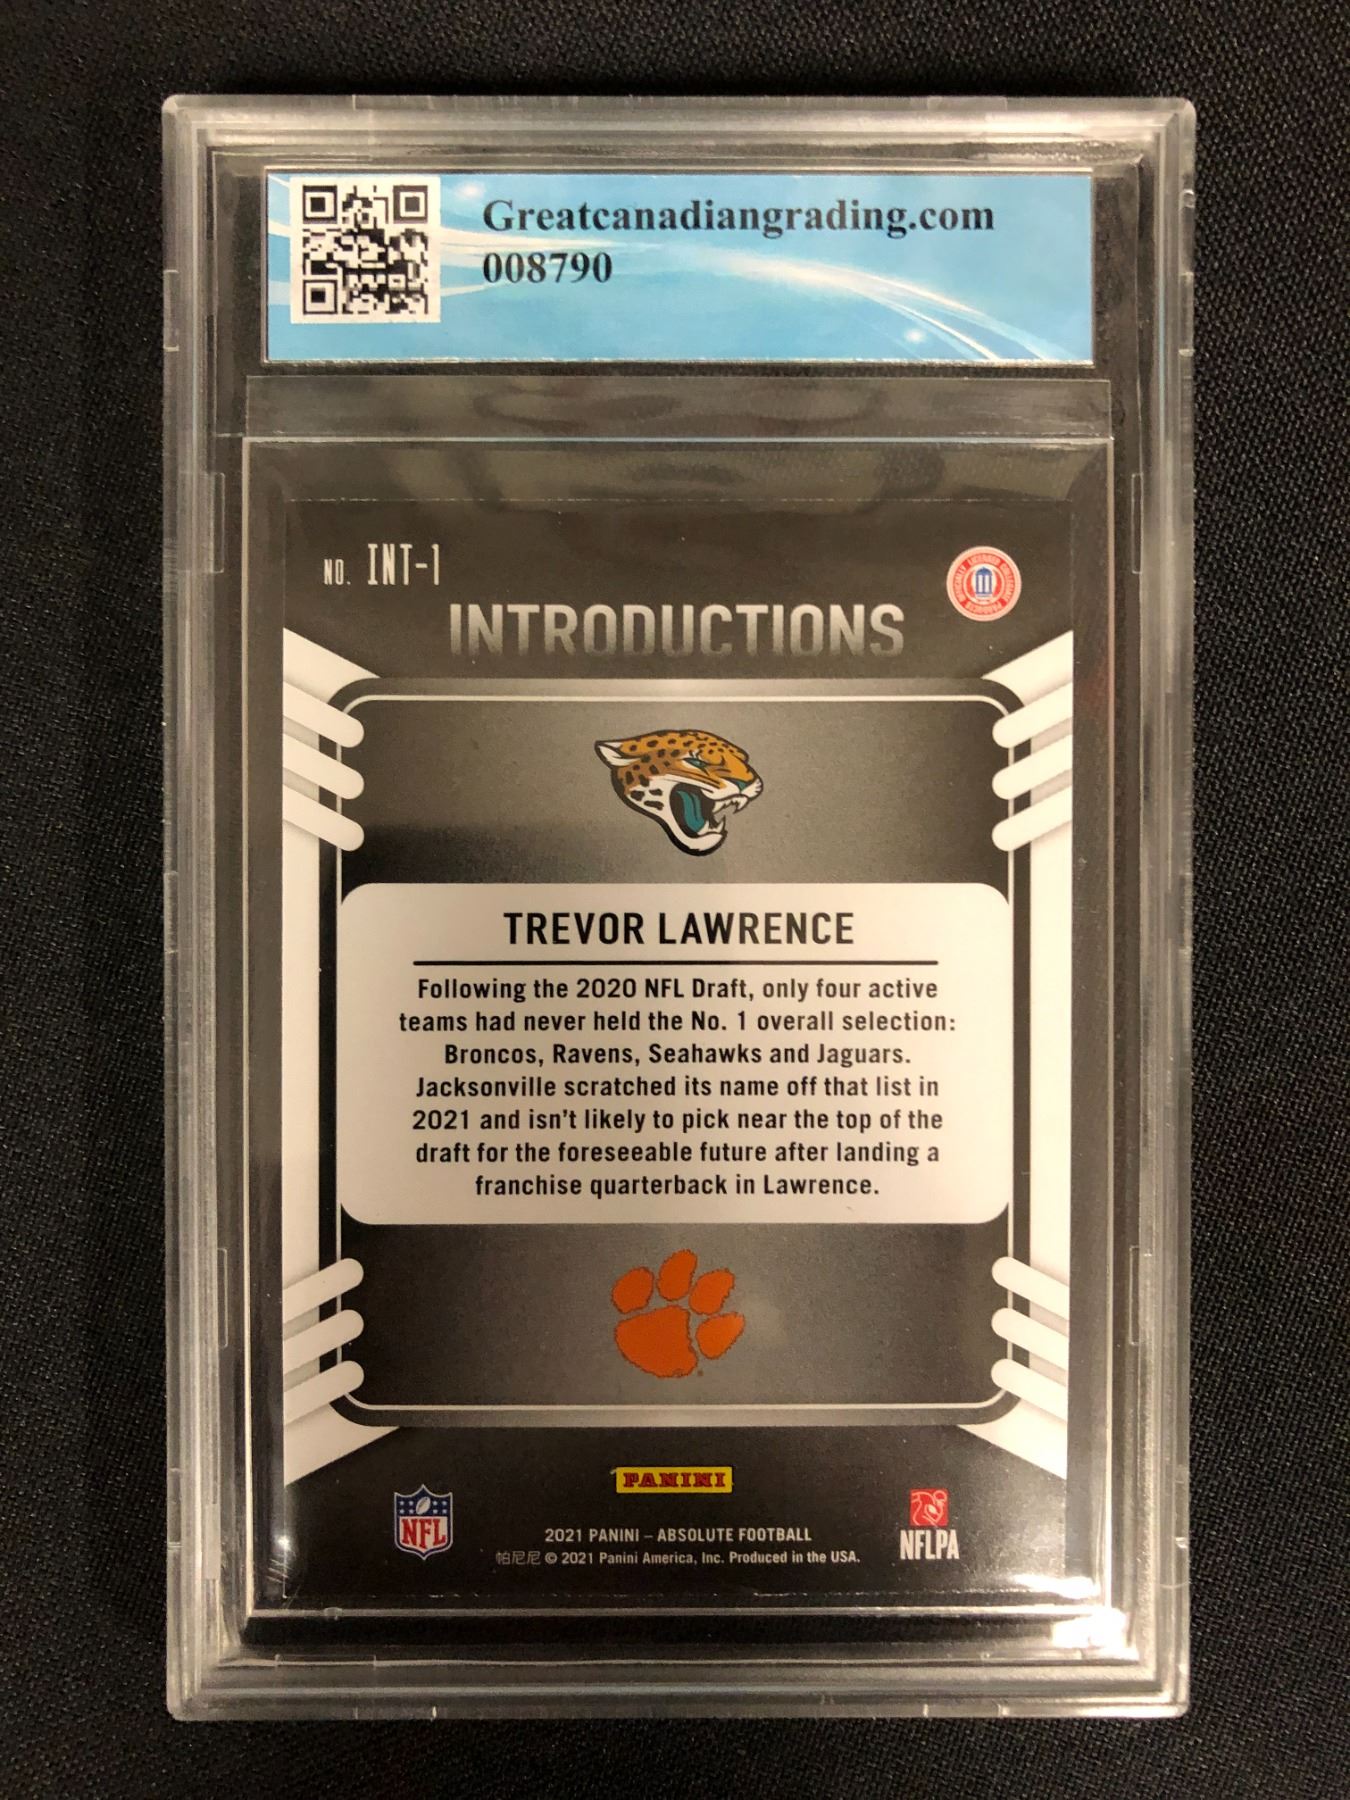 Greatcanadiangrading.com
008790
NO. INT-1
INTRODUCTIONS
OFFICIALLY LICENSED COLLEGIATE PRODUCTS
TREVOR LAWRENCE
Following the 2020 NFL Draft, only four active
teams had never held the No. 1 overall selection:
Broncos, Ravens, Seahawks and Jaguars.
Jacksonville scratched its name off that list in
2021 and isn't likely to pick near the top of the
draft for the foreseeable future after landing a
franchise quarterback in Lawrence.
PANINI
NFL
NFLPA
2021 PANINI – ABSOLUTE FOOTBALL
帕尼尼 © 2021 Panini America, Inc. Produced in the USA.